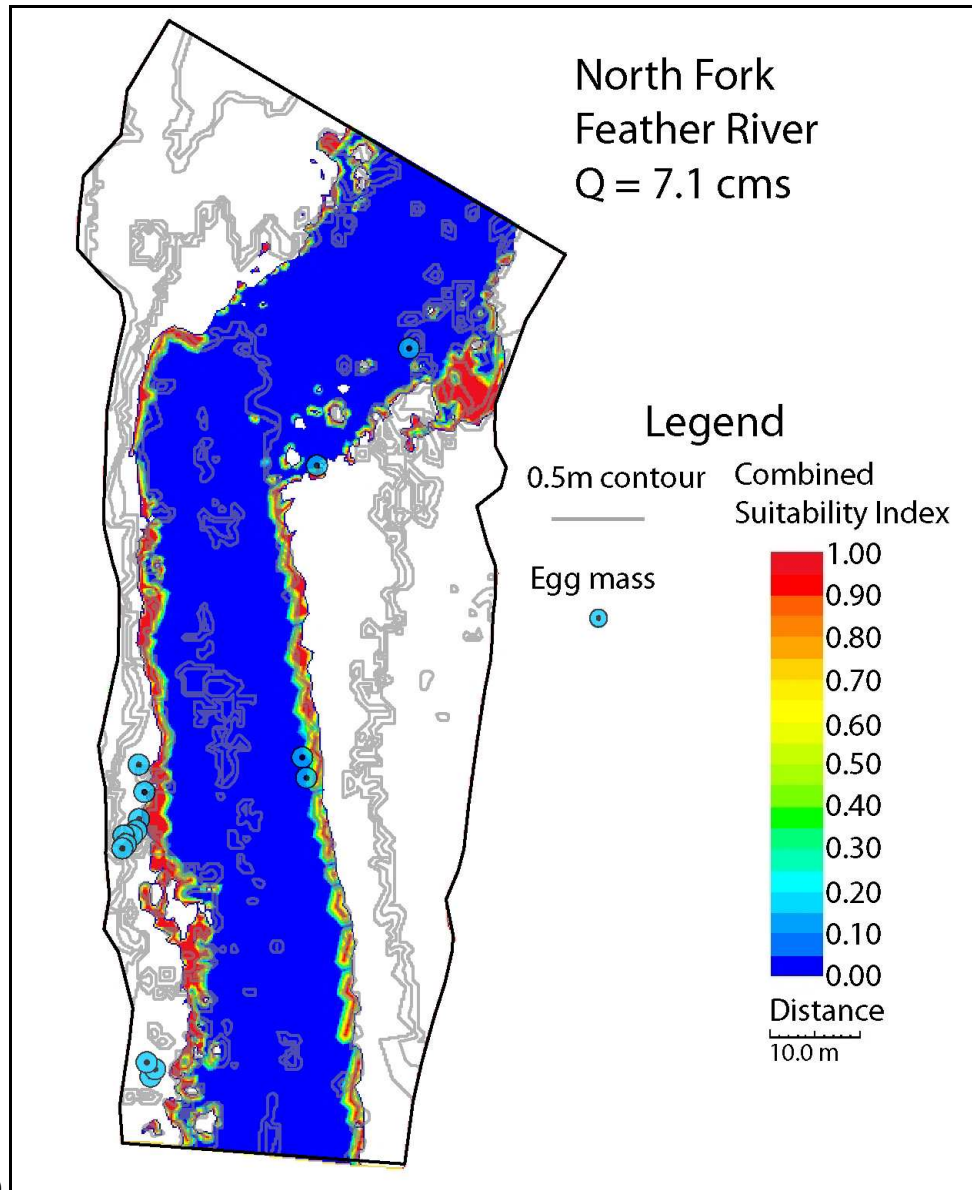 North Fork
Feather River
Q = 7.1 cms
Legend
0.5m contour
Combined
Suitability Index
Egg mass
1.00
0.90
0.80
0.70
0.60
0.50
0.40
0.30
0.20
0.10
0.00
Distance
10.0 m
)